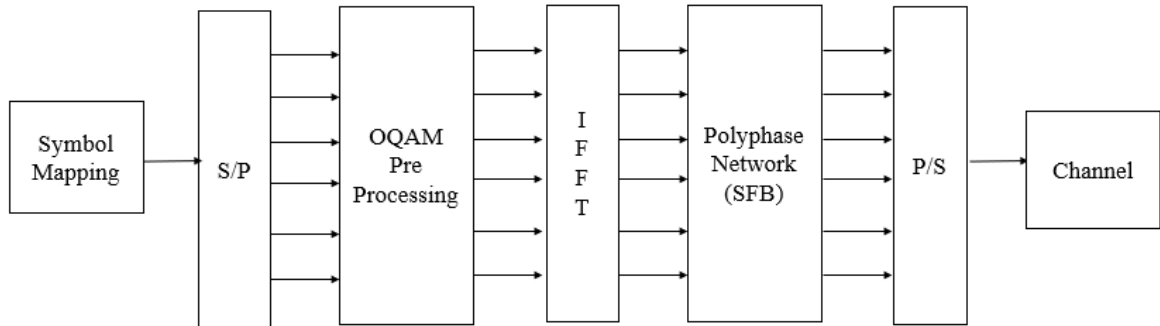 Symbol
Mapping
S/P
OQAM
Pre
Processing
I
F
F
T
Polyphase
Network
(SFB)
P/S
Channel